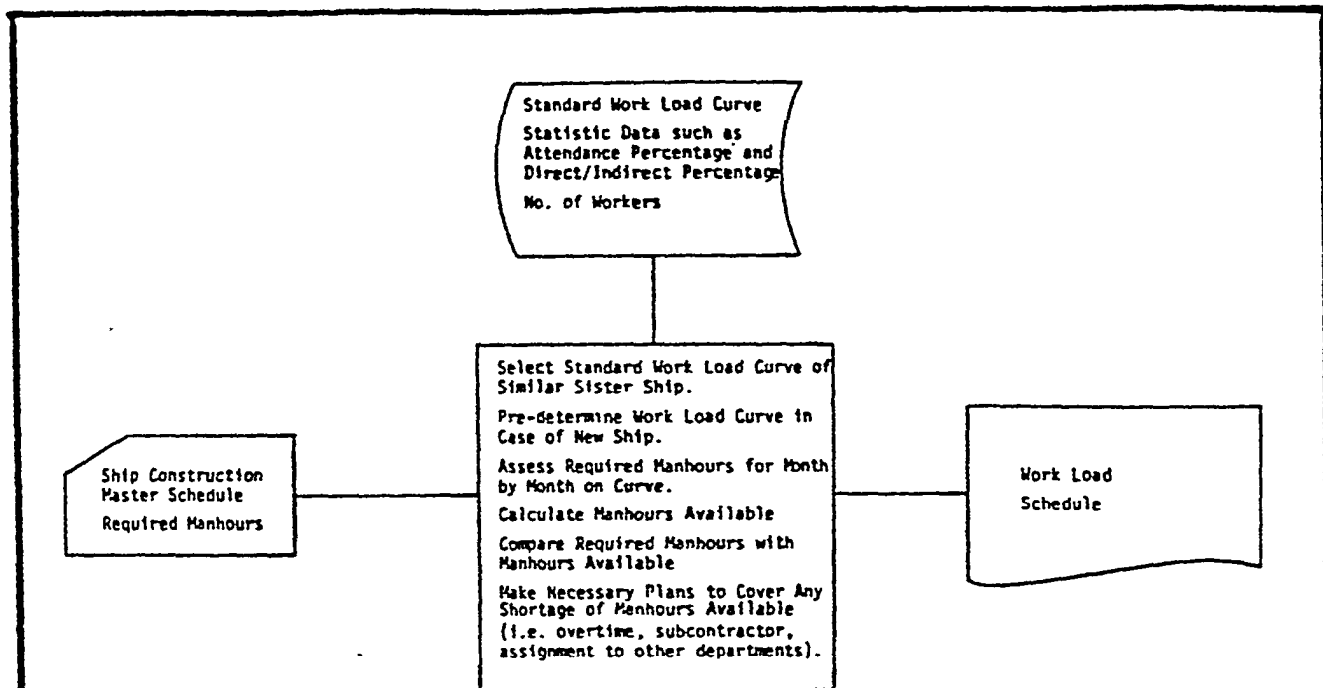 Standard Work Load Curve
Statistic Data such as
Attendance Percentage and
Direct/Indirect Percentage
No. of Workers
Ship Construction
Master Schedule
Required Manhours
Select Standard Work Load Curve of
Similar Sister Ship.
Pre-determine Work Load Curve in
Case of New Ship.
Assess Required Manhours for Month
by Month on Curve.
Calculate Manhours Available
Compare Required Manhours with
Manhours Available
Make Necessary Plans to Cover Any
Shortage of Manhours Available
(i.e. overtime, subcontractor,
assignment to other departments).
Work Load
Schedule